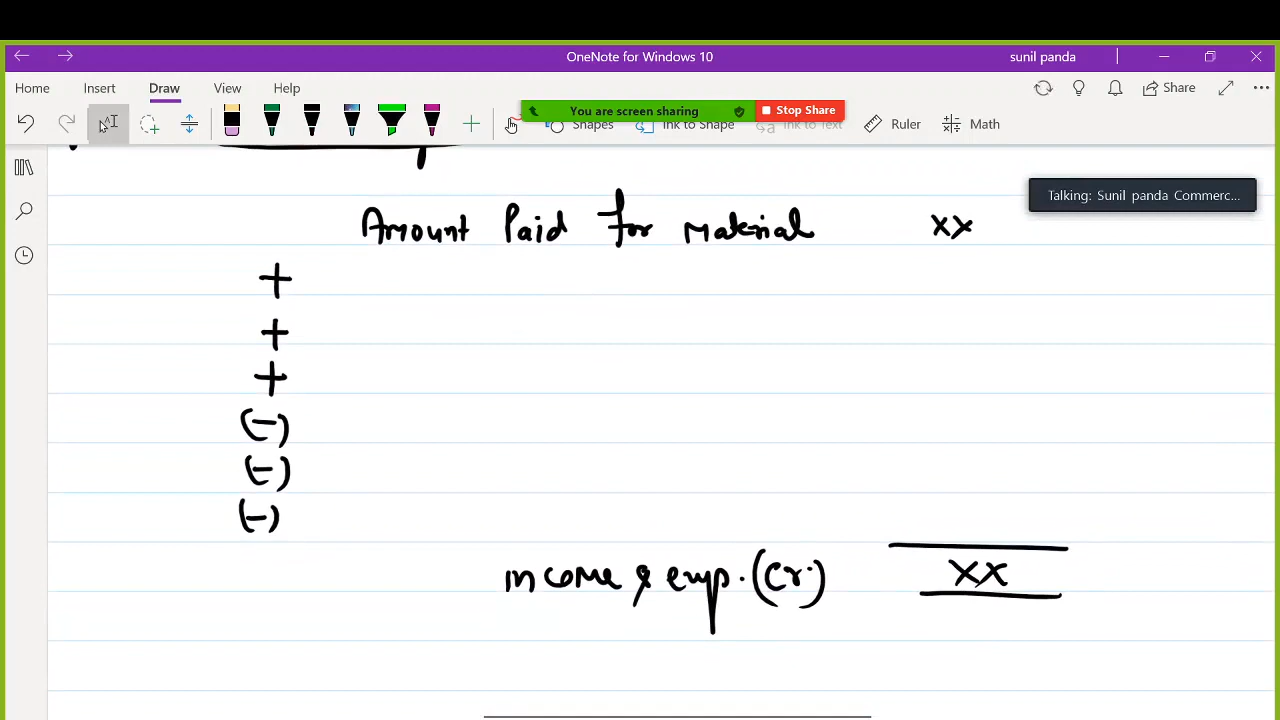 OneNote for Windows 10
sunil panda
Home Insert Draw View Help
You are screen sharing
Stop Share
Share
Shapes
Ink to Shape
Ink to Text
Ruler
Math
Talking: Sunil panda Commerc...
Amount Paid for Material xx
+
+
+
(-)
(-)
(-)
income & exp. (Cr.) xx